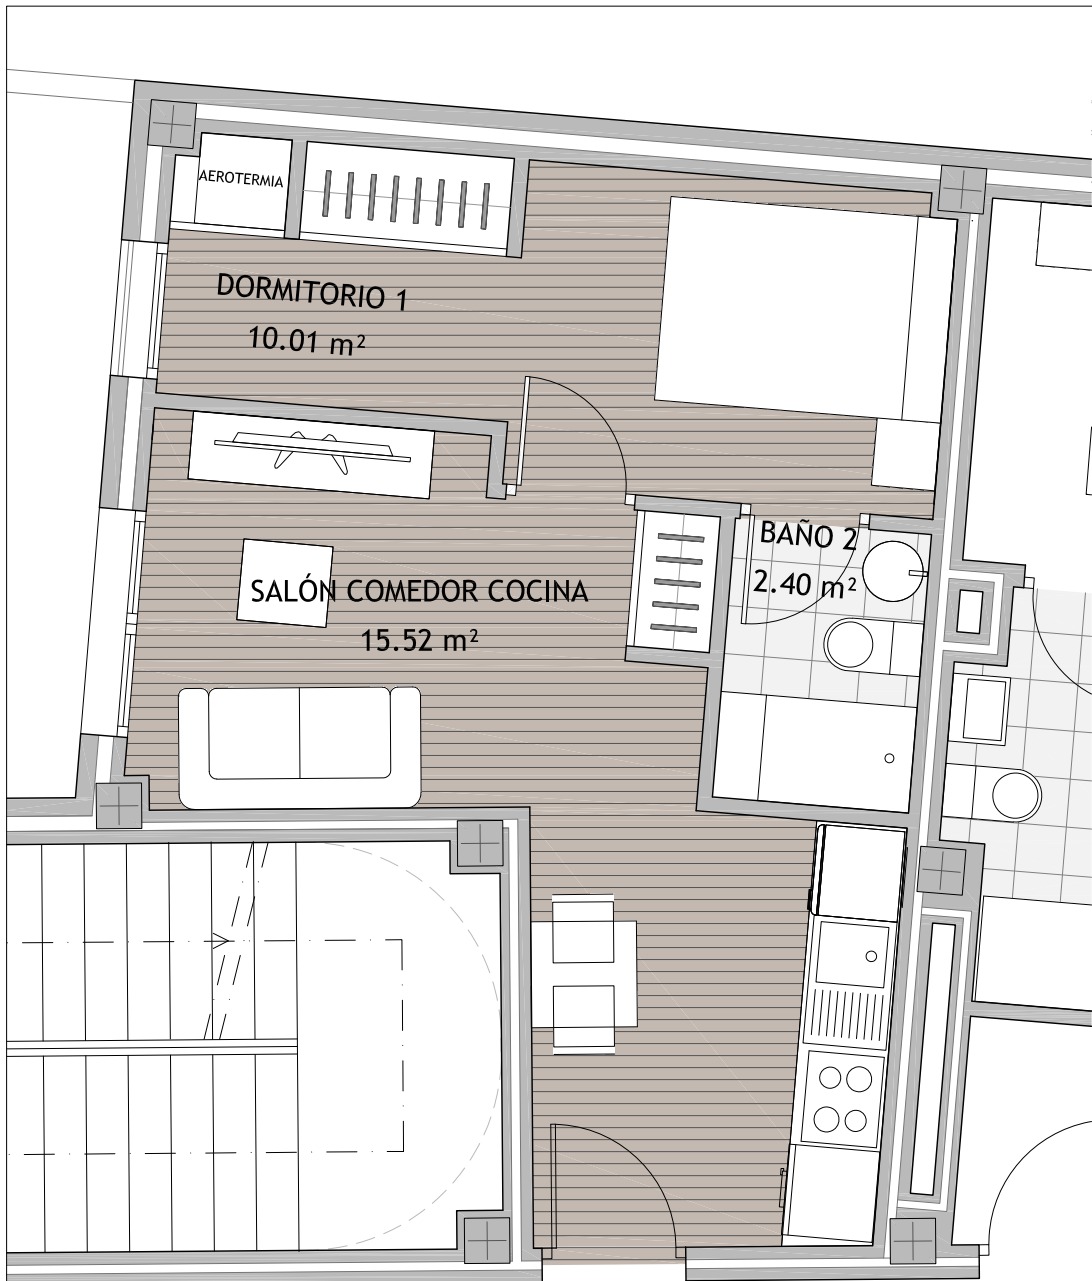 AEROTERMIA
DORMITORIO 1
10.01 m²
BAÑO 2
2.40 m²
SALÓN COMEDOR COCINA
15.52 m²